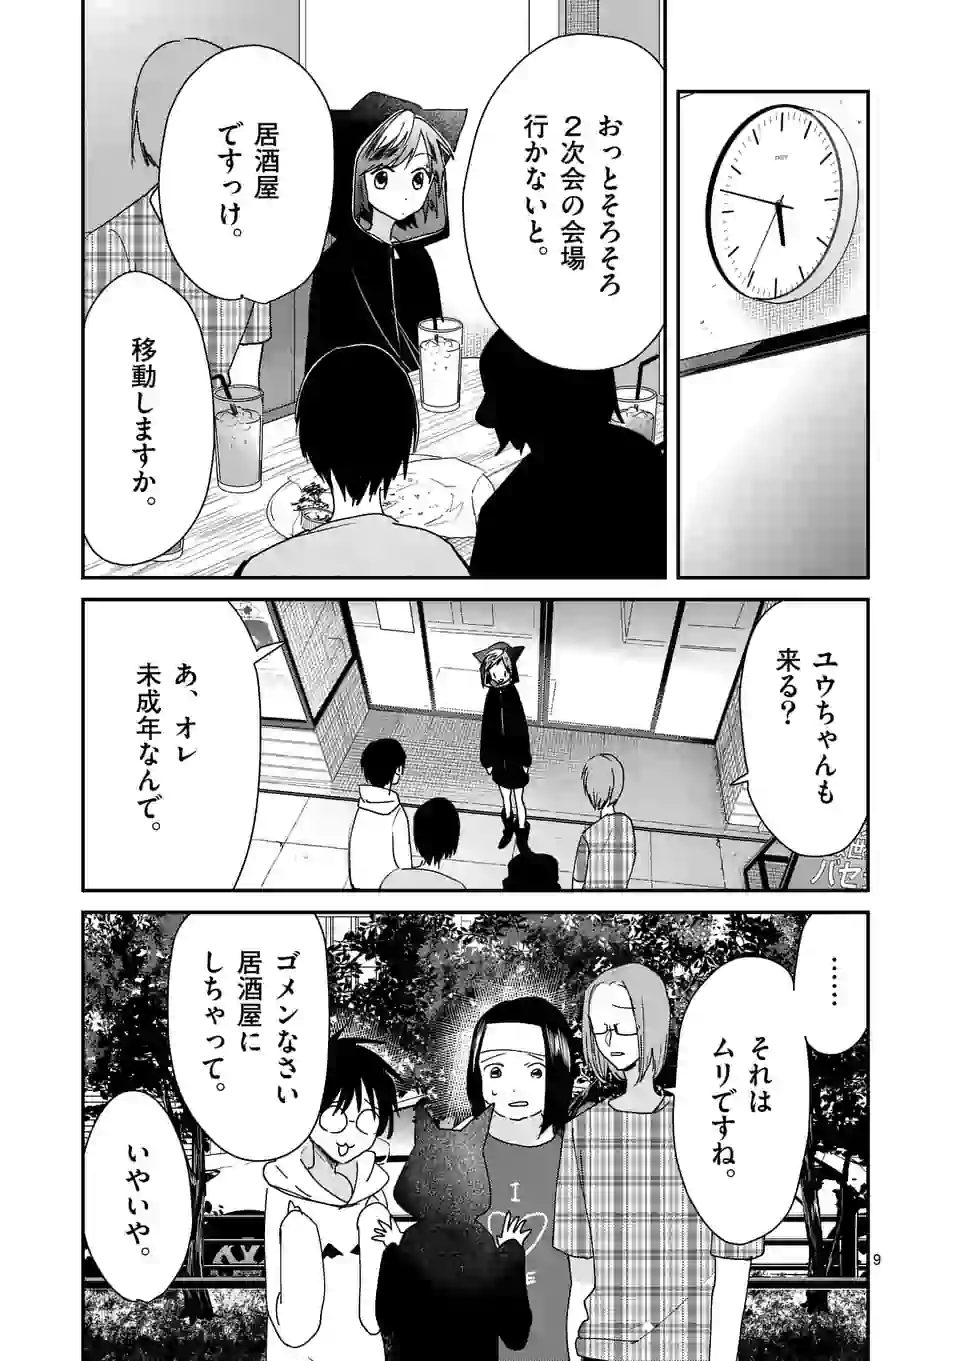 おっとそろそろ
２次会の会場
行かないと。
居酒屋
ですっけ。
移動しますか。
ユウちゃんも
来る？
あ、オレ
未成年なんで。
バセ
……
それは
ムリですね。
ゴメンなさい
居酒屋に
しちゃって。
いやいや。
I
9